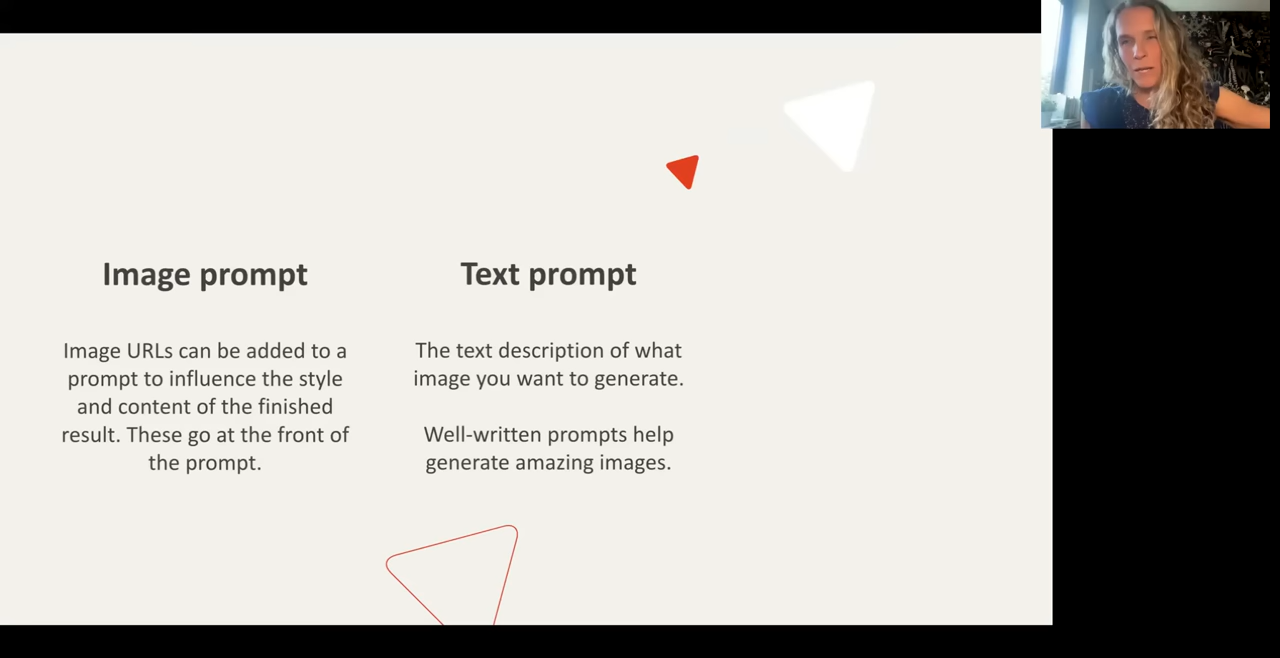 Image prompt
Image URLs can be added to a
prompt to influence the style
and content of the finished
result. These go at the front of
the prompt.
Text prompt
The text description of what
image you want to generate.
Well-written prompts help
generate amazing images.